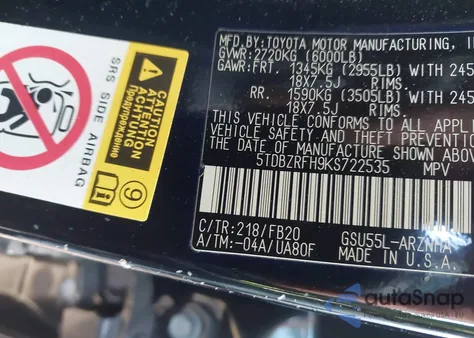 CAUTION
ATTENTION
Предупреждение
SRS SIDE AIRBAG
9
MFD.BY: TOYOTA MOTOR MANUFACTURING,
GVWR: 2720KG (6000LB)
GAWR: FRT. 1345KG (2955LB) WITH 245
18X7.5J RIMS.
RR. 1590KG (3505LB) WITH 245
18X7.5J RIMS.
THIS VEHICLE CONFORMS TO ALL APPLIC
VEHICLE SAFETY AND THEFT PREVENTION
THE DATE OF MANUFACTURE SHOWN ABOV
5TDBZRFH9KS722535 MPV
C/TR: 218/FB20 GSU55L-ARZNHA
A/TM: -04A/UA80F MADE IN U.S.A.
autoSnap